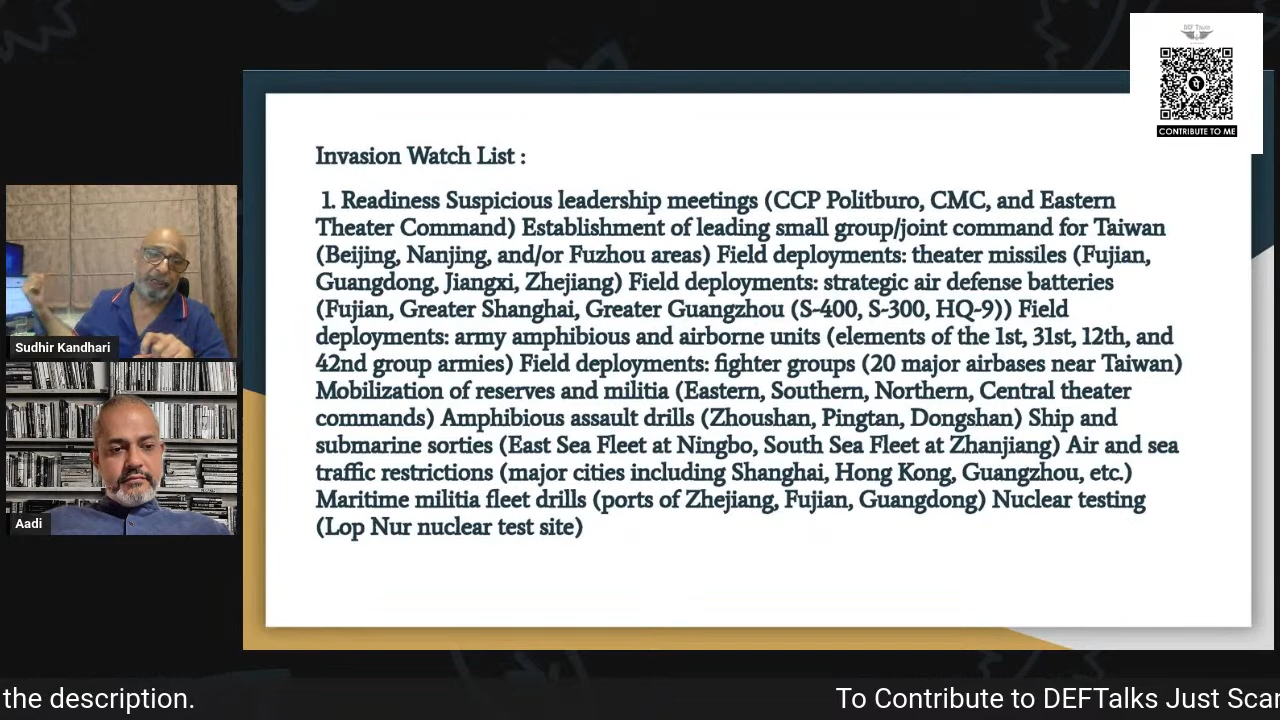 CONTRIBUTE TO ME
Invasion Watch List :
1. Readiness Suspicious leadership meetings (CCP Politburo, CMC, and Eastern
Theater Command) Establishment of leading small group/joint command for Taiwan
(Beijing, Nanjing, and/or Fuzhou areas) Field deployments: theater missiles (Fujian,
Guangdong, Jiangxi, Zhejiang) Field deployments: strategic air defense batteries
(Fujian, Greater Shanghai, Greater Guangzhou (S-400, S-300, HQ-9)) Field
deployments: army amphibious and airborne units (elements of the 1st, 31st, 12th, and
42nd group armies) Field deployments: fighter groups (20 major airbases near Taiwan)
Mobilization of reserves and militia (Eastern, Southern, Northern, Central theater
commands) Amphibious assault drills (Zhoushan, Pingtan, Dongshan) Ship and
submarine sorties (East Sea Fleet at Ningbo, South Sea Fleet at Zhanjiang) Air and sea
traffic restrictions (major cities including Shanghai, Hong Kong, Guangzhou, etc.)
Maritime militia fleet drills (ports of Zhejiang, Fujian, Guangdong) Nuclear testing
(Lop Nur nuclear test site)
Sudhir Kandhari
Aadi
the description.
To Contribute to DEFTalks Just Scan